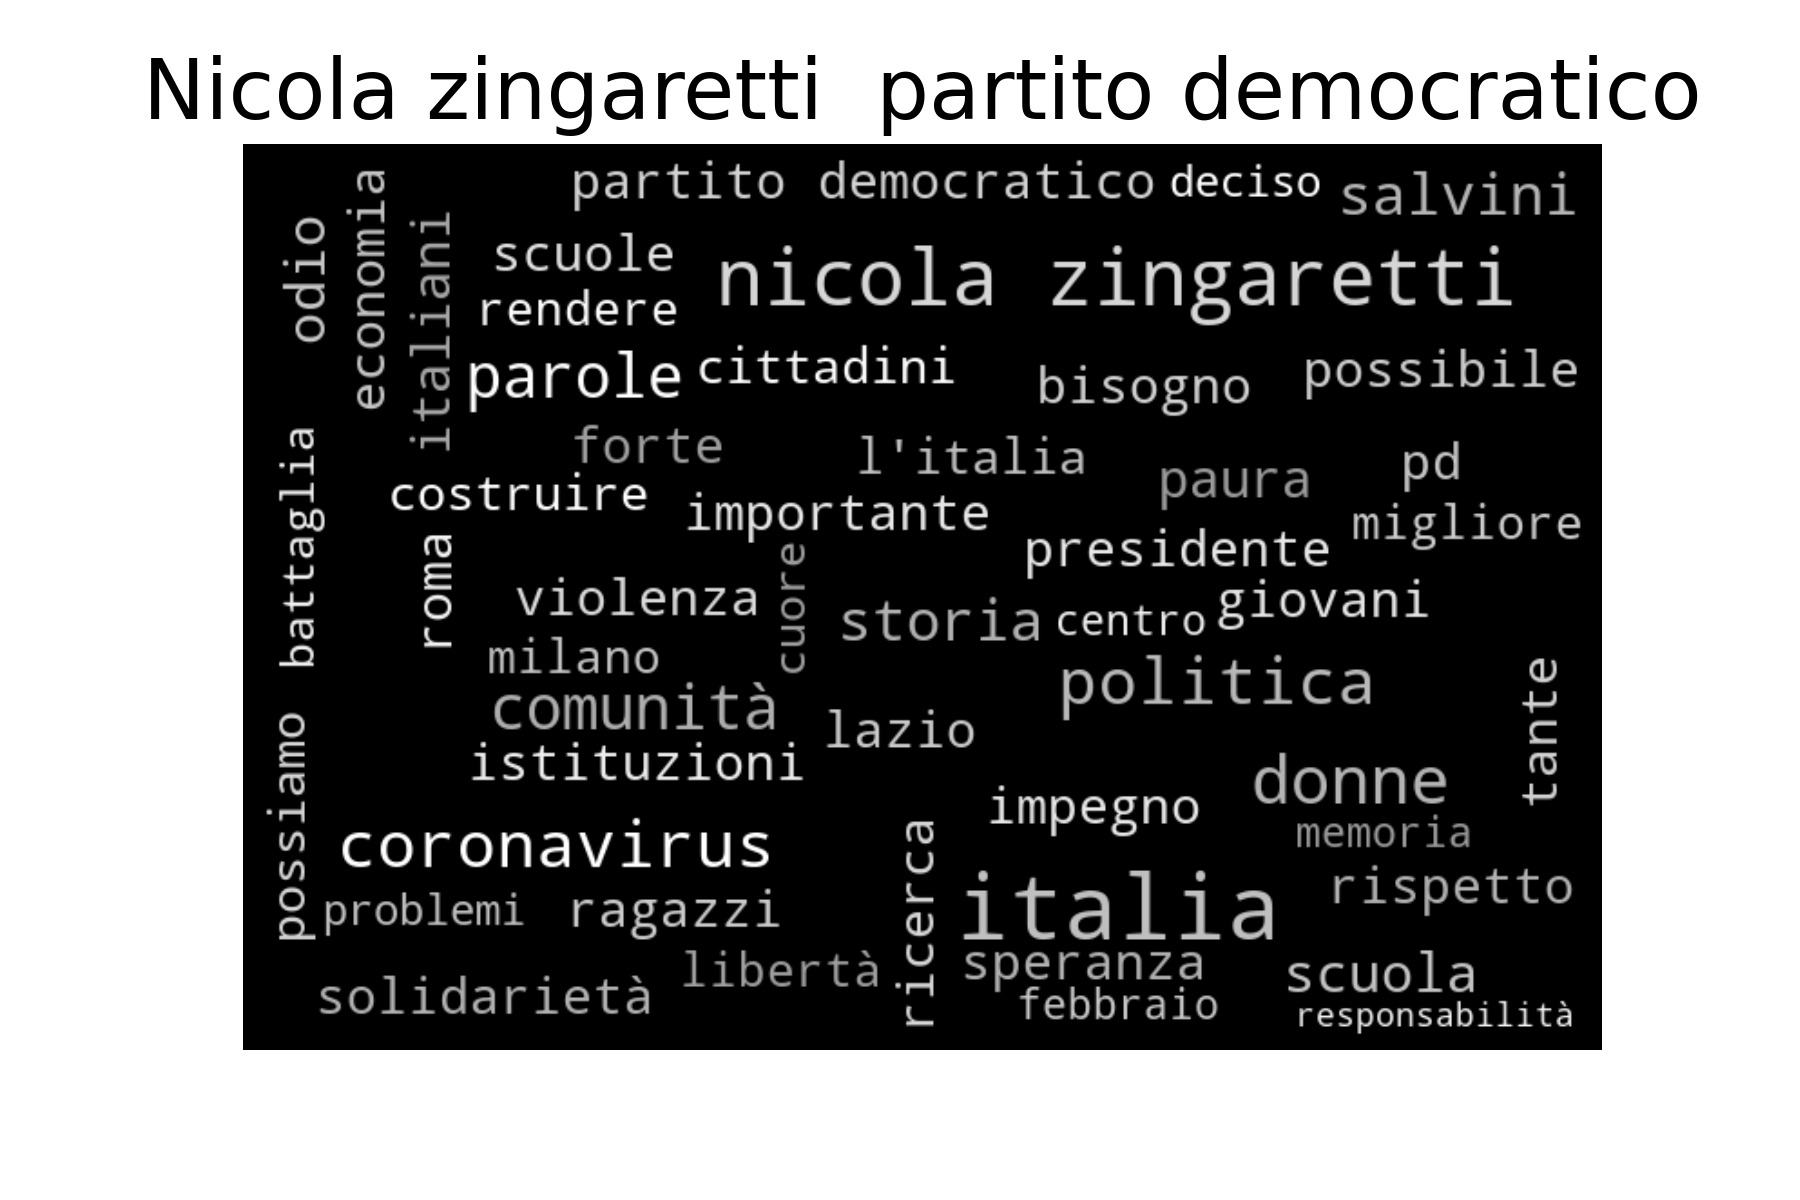 Nicola zingaretti  partito democratico
partito democratico
deciso
salvini
odio
economia
italiani
scuole
nicola zingaretti
rendere
parole
cittadini
bisogno
possibile
forte
l'italia
paura
pd
battaglia
costruire
importante
migliore
roma
presidente
cuore
violenza
storia
centro
giovani
milano
politica
tante
comunità
lazio
istituzioni
possiamo
donne
impegno
memoria
coronavirus
ricerca
italia
rispetto
problemi
ragazzi
libertà
speranza
scuola
solidarietà
febbraio
responsabilità